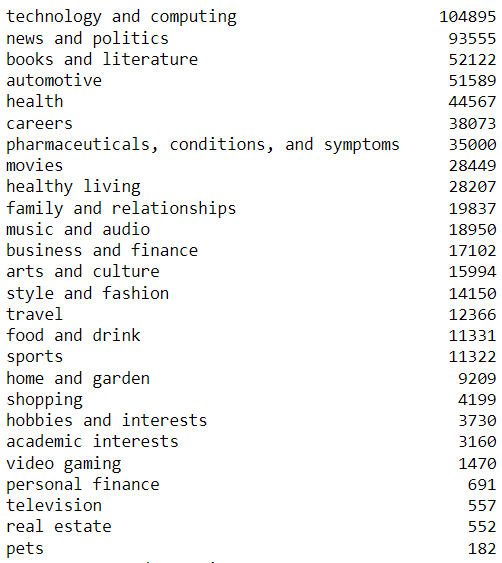 technology and computing 104895
news and politics 93555
books and literature 52122
automotive 51589
health 44567
careers 38073
pharmaceuticals, conditions, and symptoms 35000
movies 28449
healthy living 28207
family and relationships 19837
music and audio 18950
business and finance 17102
arts and culture 15994
style and fashion 14150
travel 12366
food and drink 11331
sports 11322
home and garden 9209
shopping 4199
hobbies and interests 3730
academic interests 3160
video gaming 1470
personal finance 691
television 557
real estate 552
pets 182